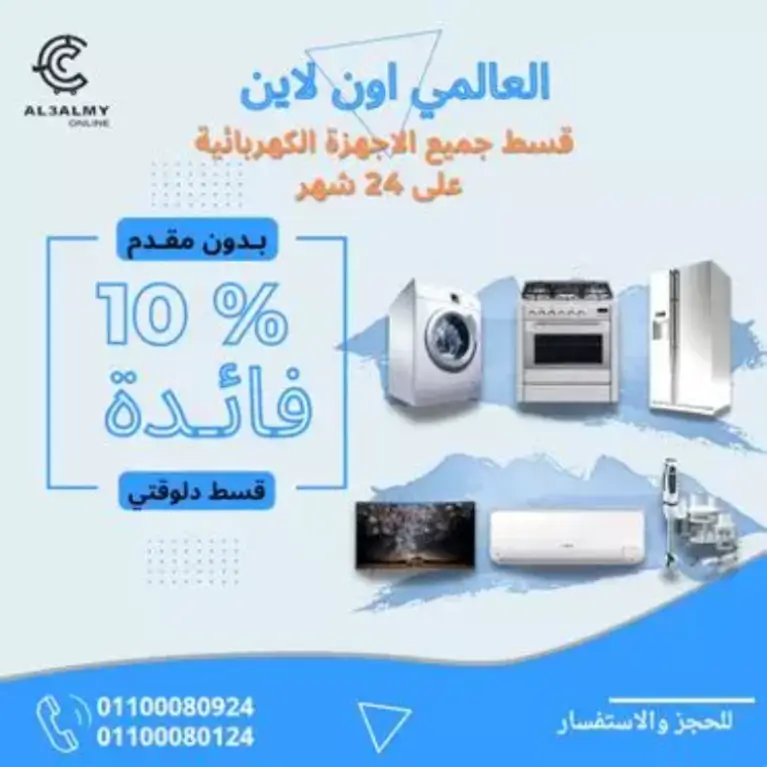 AL3ALMY
ONLINE
العالمي اون لاين
قسط جميع الاجهزة الكهربائية
على 24 شهر
بدون مقدم
10 %
فائدة
قسط دلوقتي
للحجز والاستفسار
01100080924
01100080124